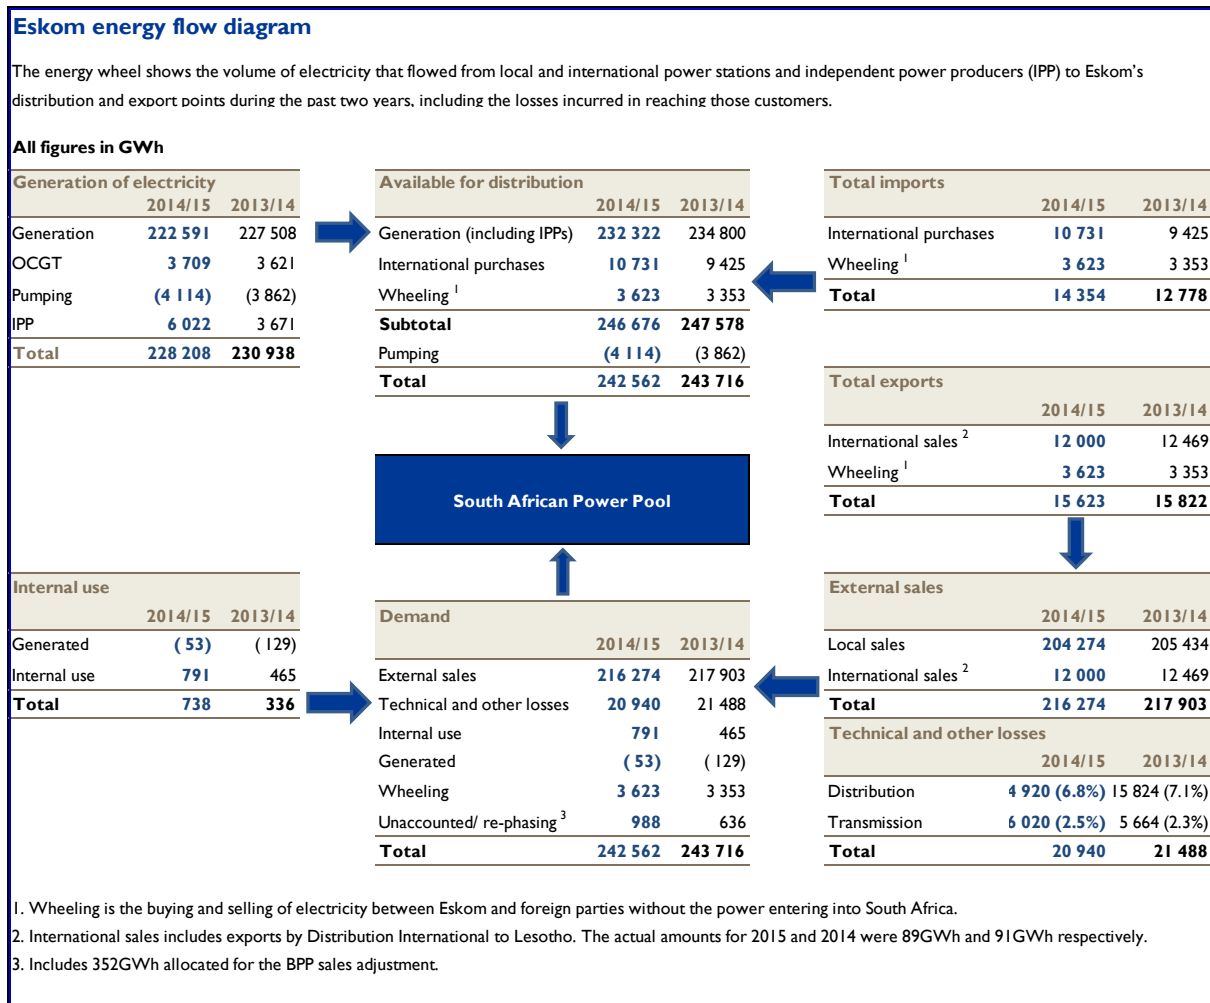 Eskom energy flow diagram
The energy wheel shows the volume of electricity that flowed from local and international power stations and independent power producers (IPP) to Eskom's
distribution and export points during the past two years, including the losses incurred in reaching those customers.
All figures in GWh
Generation of electricity
2014/15 2013/14
Generation 222 591 227 508
OCGT 3 709 3 621
Pumping (4 114) (3 862)
IPP 6 022 3 671
Total 228 208 230 938
Available for distribution
2014/15 2013/14
Generation (including IPPs) 232 322 234 800
International purchases 10 731 9 425
Wheeling 1 3 623 3 353
Subtotal 246 676 247 578
Pumping (4 114) (3 862)
Total 242 562 243 716
Total imports
2014/15 2013/14
International purchases 10 731 9 425
Wheeling 1 3 623 3 353
Total 14 354 12 778
Total exports
2014/15 2013/14
International sales 2 12 000 12 469
Wheeling 1 3 623 3 353
Total 15 623 15 822
South African Power Pool
Internal use
2014/15 2013/14
Generated ( 53) ( 129)
Internal use 791 465
Total 738 336
Demand
2014/15 2013/14
External sales 216 274 217 903
Technical and other losses 20 940 21 488
Internal use 791 465
Generated ( 53) ( 129)
Wheeling 3 623 3 353
Unaccounted/ re-phasing 3 988 636
Total 242 562 243 716
External sales
2014/15 2013/14
Local sales 204 274 205 434
International sales 2 12 000 12 469
Total 216 274 217 903
Technical and other losses
2014/15 2013/14
Distribution 4 920 (6.8%) 15 824 (7.1%)
Transmission 6 020 (2.5%) 5 664 (2.3%)
Total 20 940 21 488
1. Wheeling is the buying and selling of electricity between Eskom and foreign parties without the power entering into South Africa.
2. International sales includes exports by Distribution International to Lesotho. The actual amounts for 2015 and 2014 were 89GWh and 91GWh respectively.
3. Includes 352GWh allocated for the BPP sales adjustment.